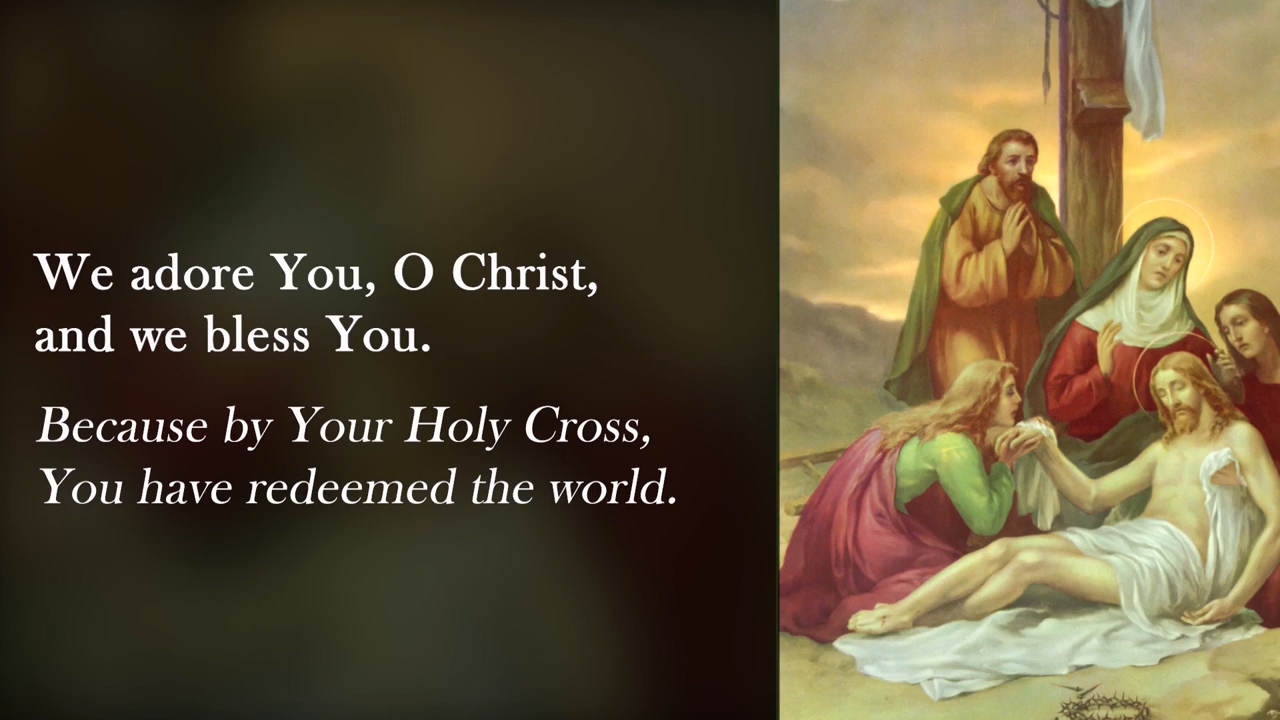 We adore You, O Christ,
and we bless You.
Because by Your Holy Cross,
You have redeemed the world.